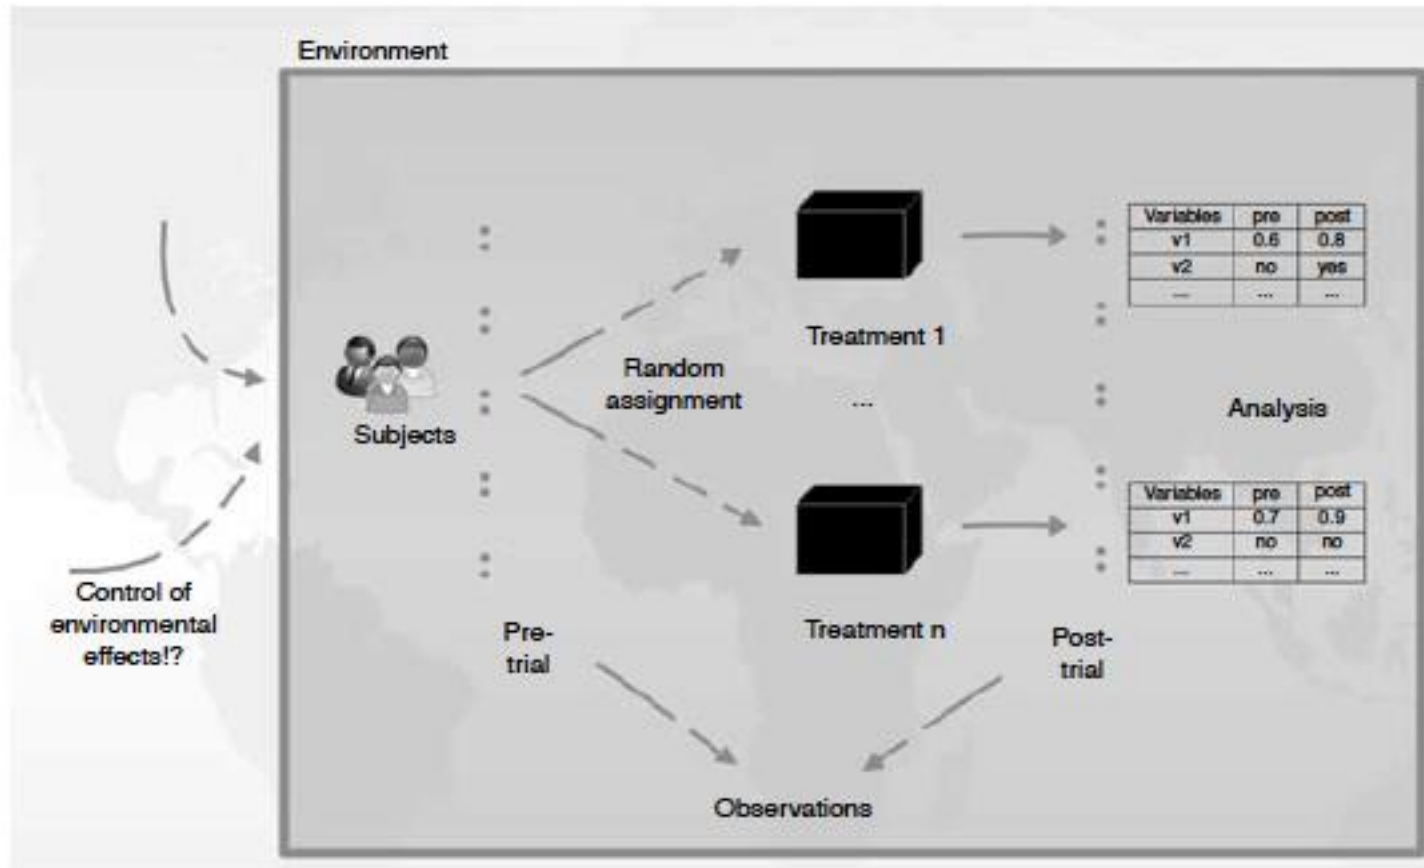 Environment
Variables pre post
v1 0.6 0.8
v2 no yes
... ... ...
Treatment 1
Random
assignment
...
Subjects
Analysis
Variables pre post
v1 0.7 0.9
v2 no no
... ... ...
Control of
environmental
effects!?
Pre-
trial
Treatment n
Post-
trial
Observations